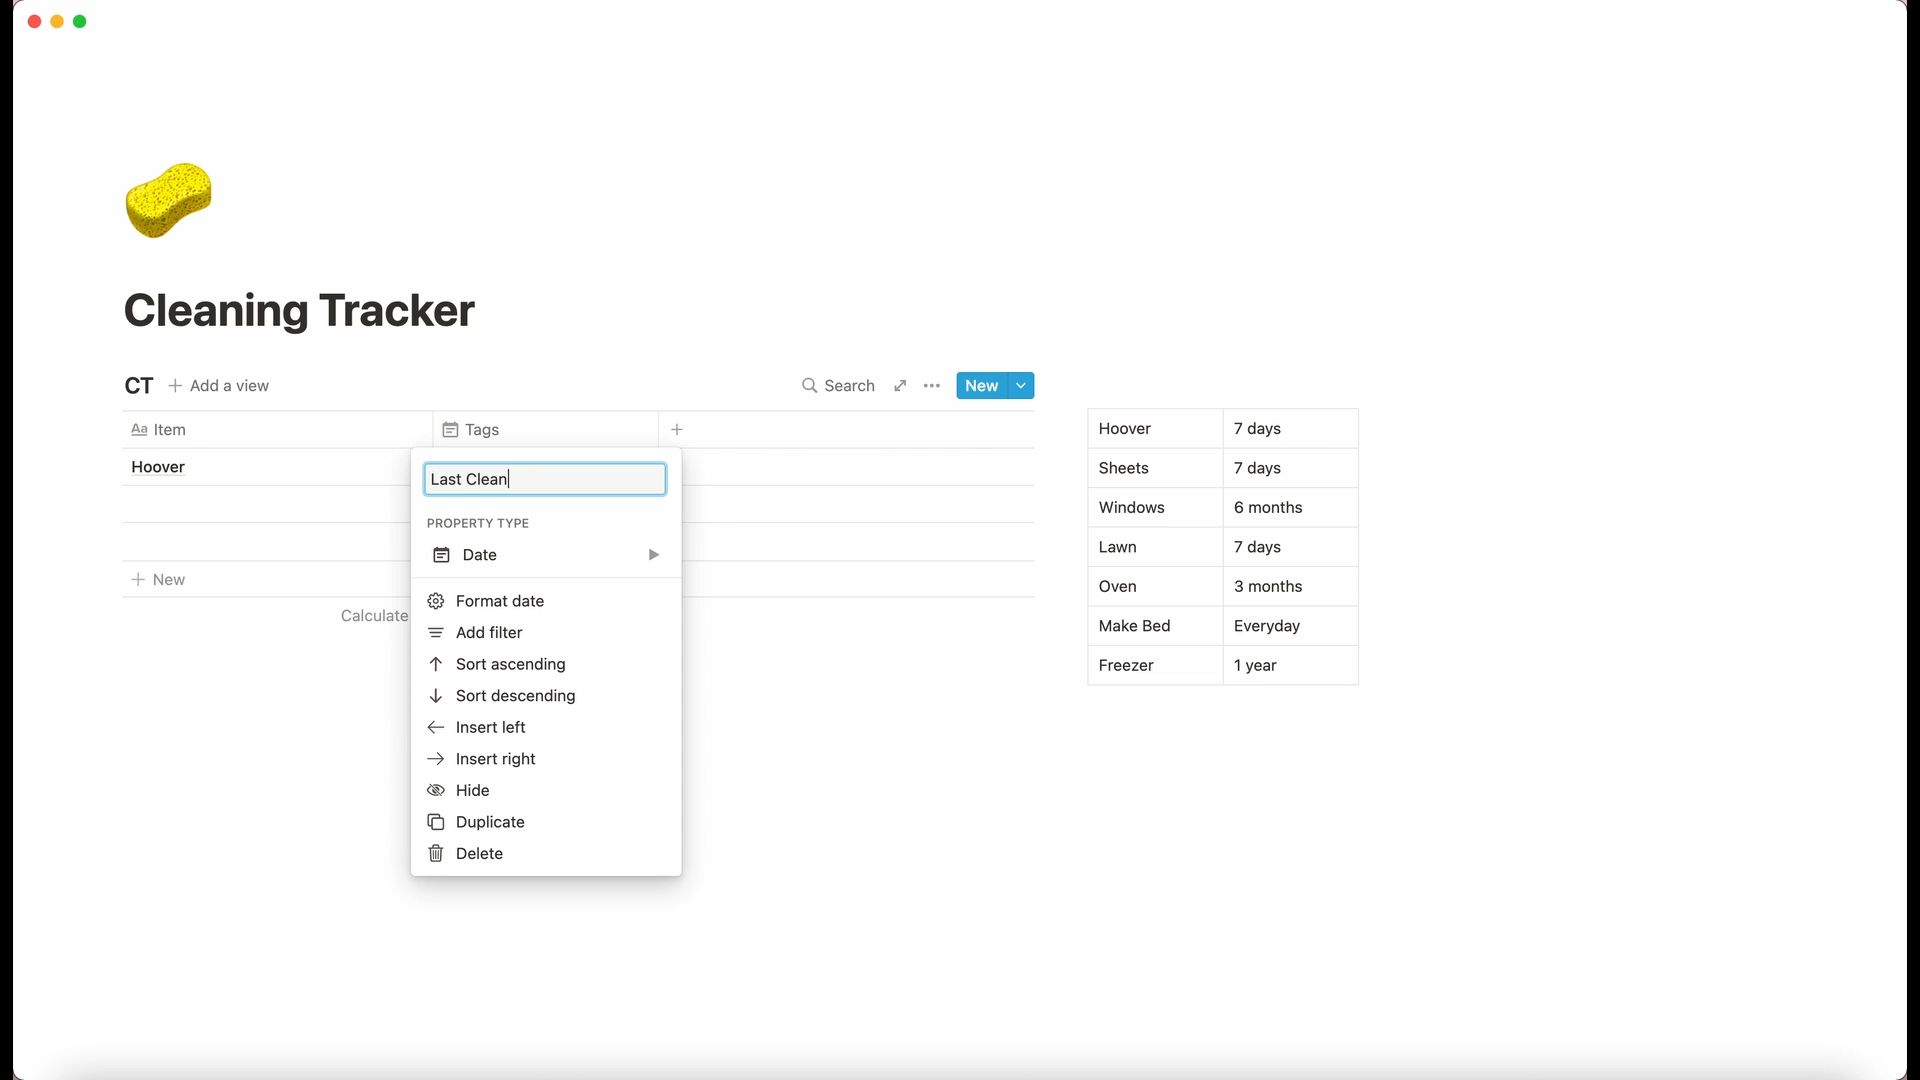 Cleaning Tracker
CT
Add a view
Search
New
Aa Item
Tags
Hoover
Last Clean
PROPERTY TYPE
Date
New
Calculate
Format date
Add filter
Sort ascending
Sort descending
Insert left
Insert right
Hide
Duplicate
Delete
Hoover 7 days
Sheets 7 days
Windows 6 months
Lawn 7 days
Oven 3 months
Make Bed Everyday
Freezer 1 year